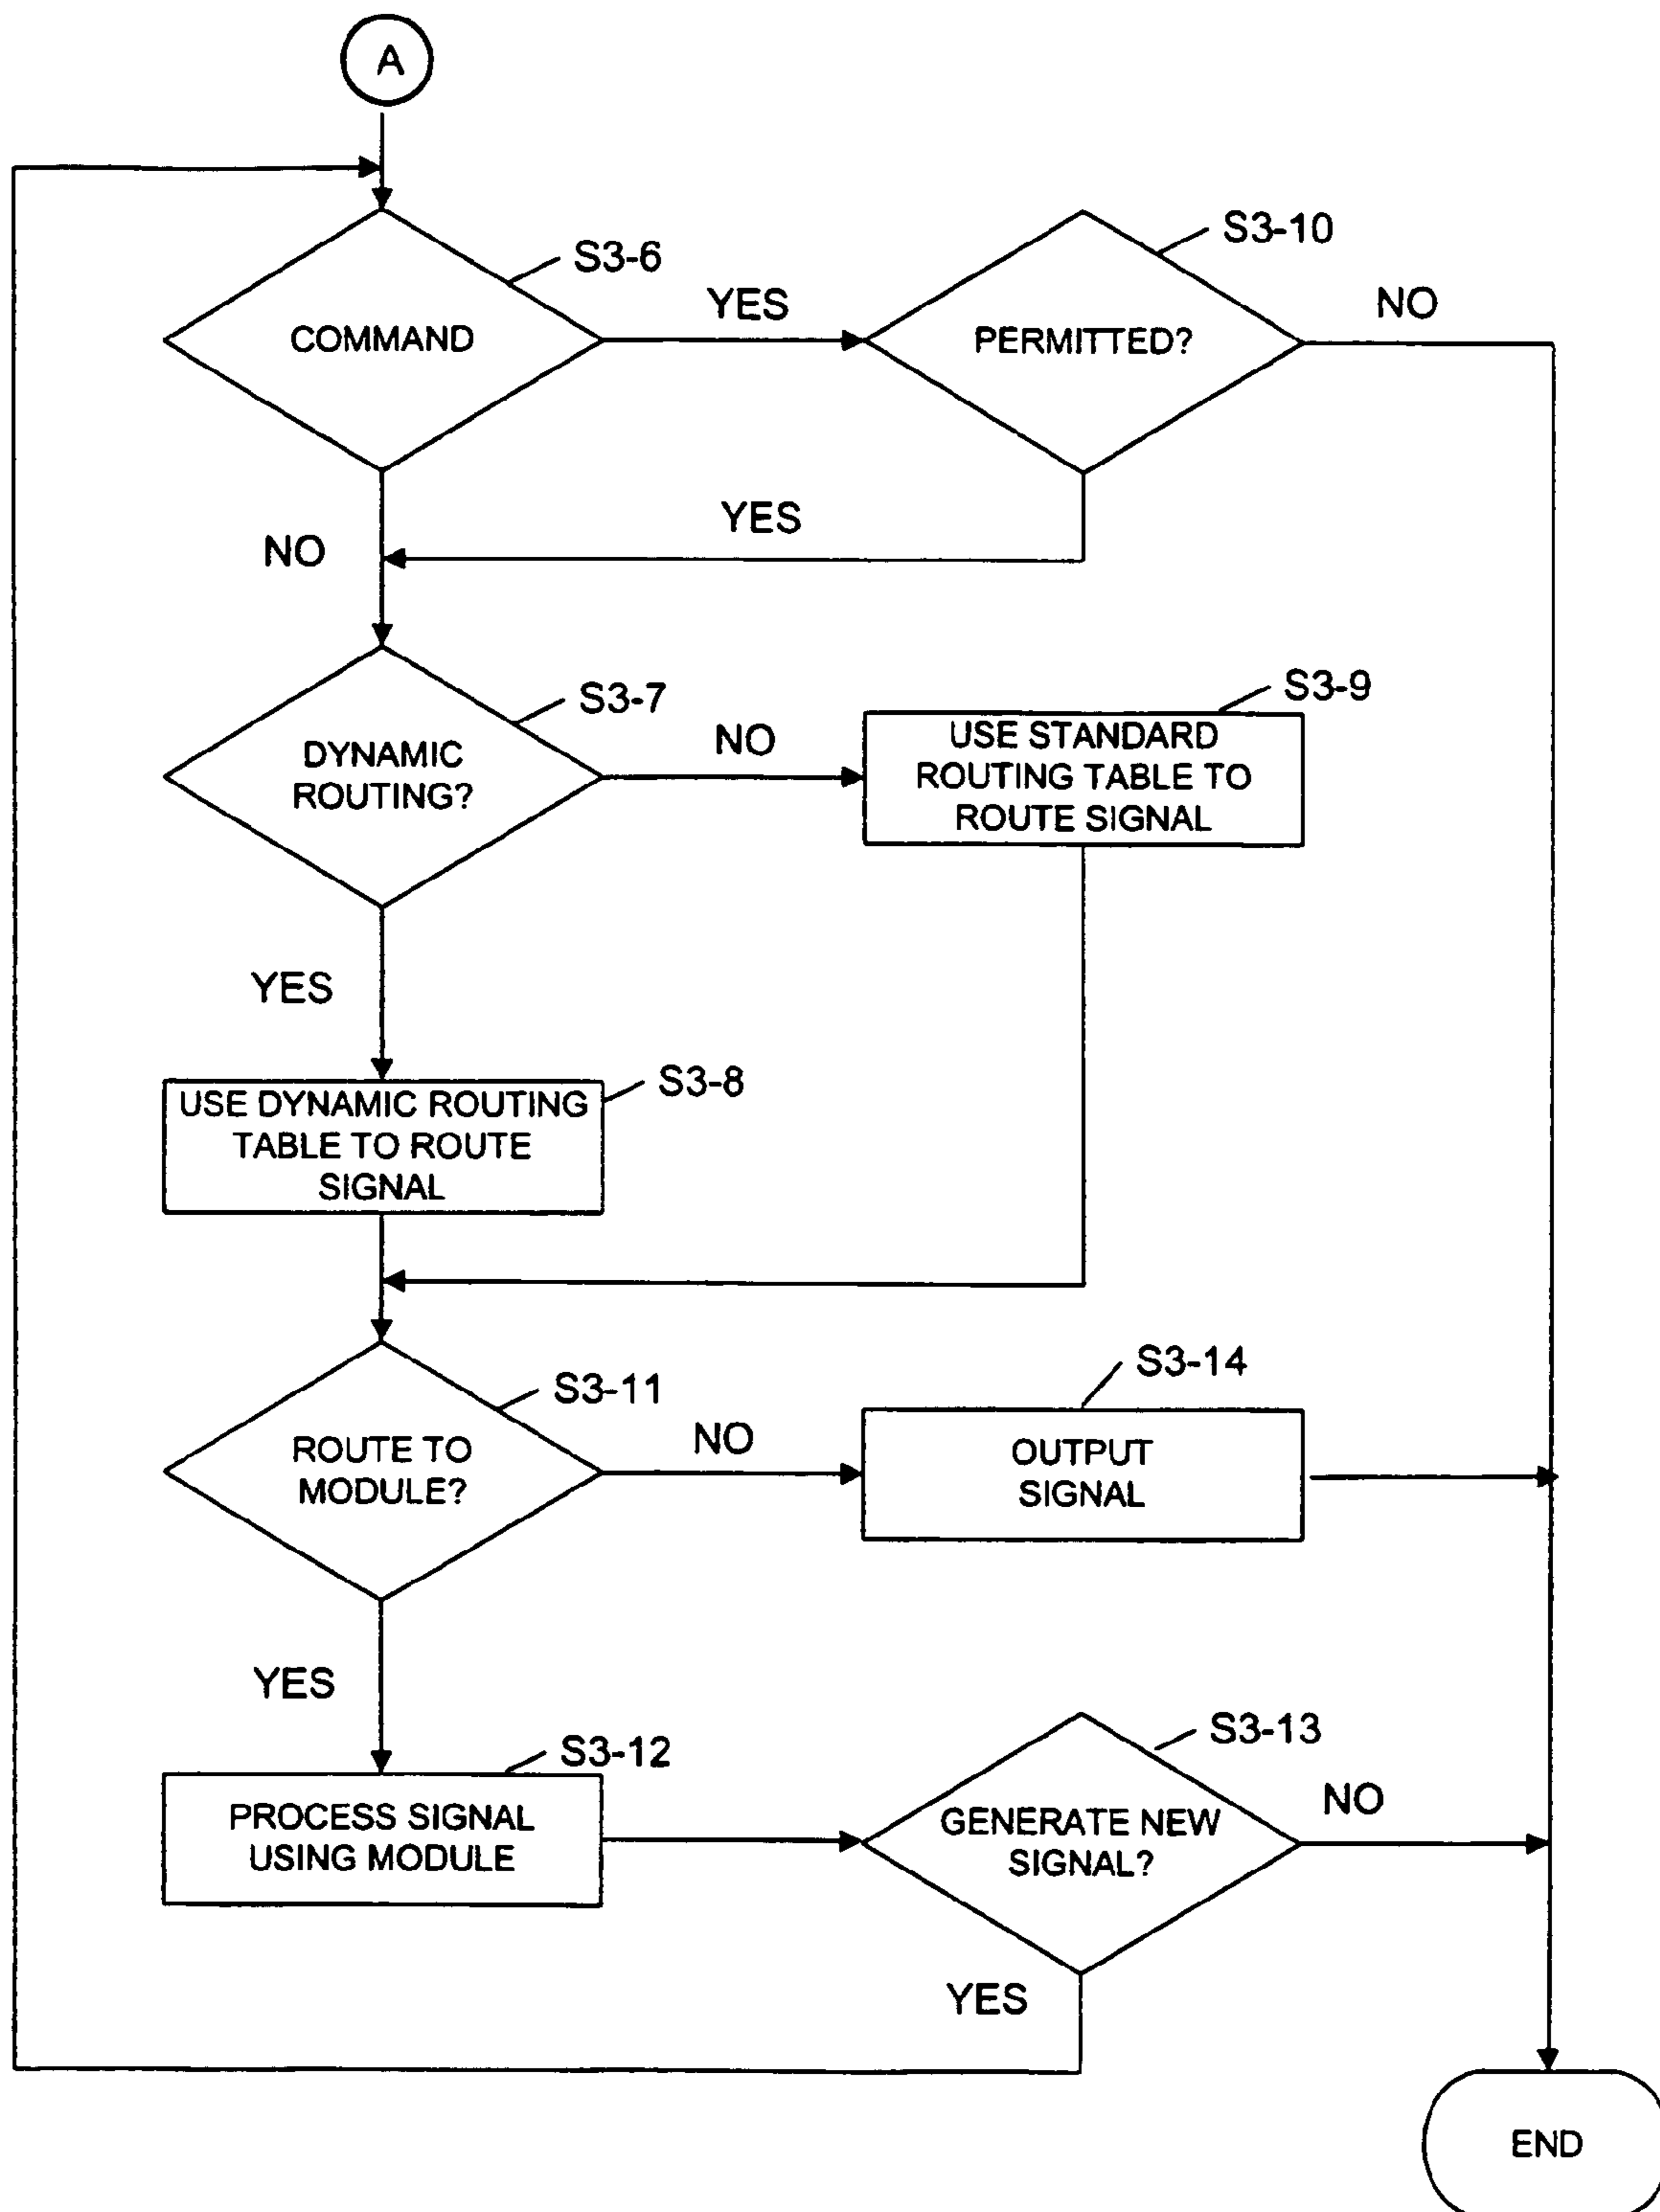 A
S3-6
S3-10
YES
NO
COMMAND
PERMITTED?
YES
NO
S3-7
S3-9
DYNAMIC
ROUTING?
NO
USE STANDARD
ROUTING TABLE TO
ROUTE SIGNAL
YES
S3-8
USE DYNAMIC ROUTING
TABLE TO ROUTE
SIGNAL
S3-11
S3-14
ROUTE TO
MODULE?
NO
OUTPUT
SIGNAL
YES
S3-12
S3-13
PROCESS SIGNAL
USING MODULE
GENERATE NEW
SIGNAL?
NO
YES
END